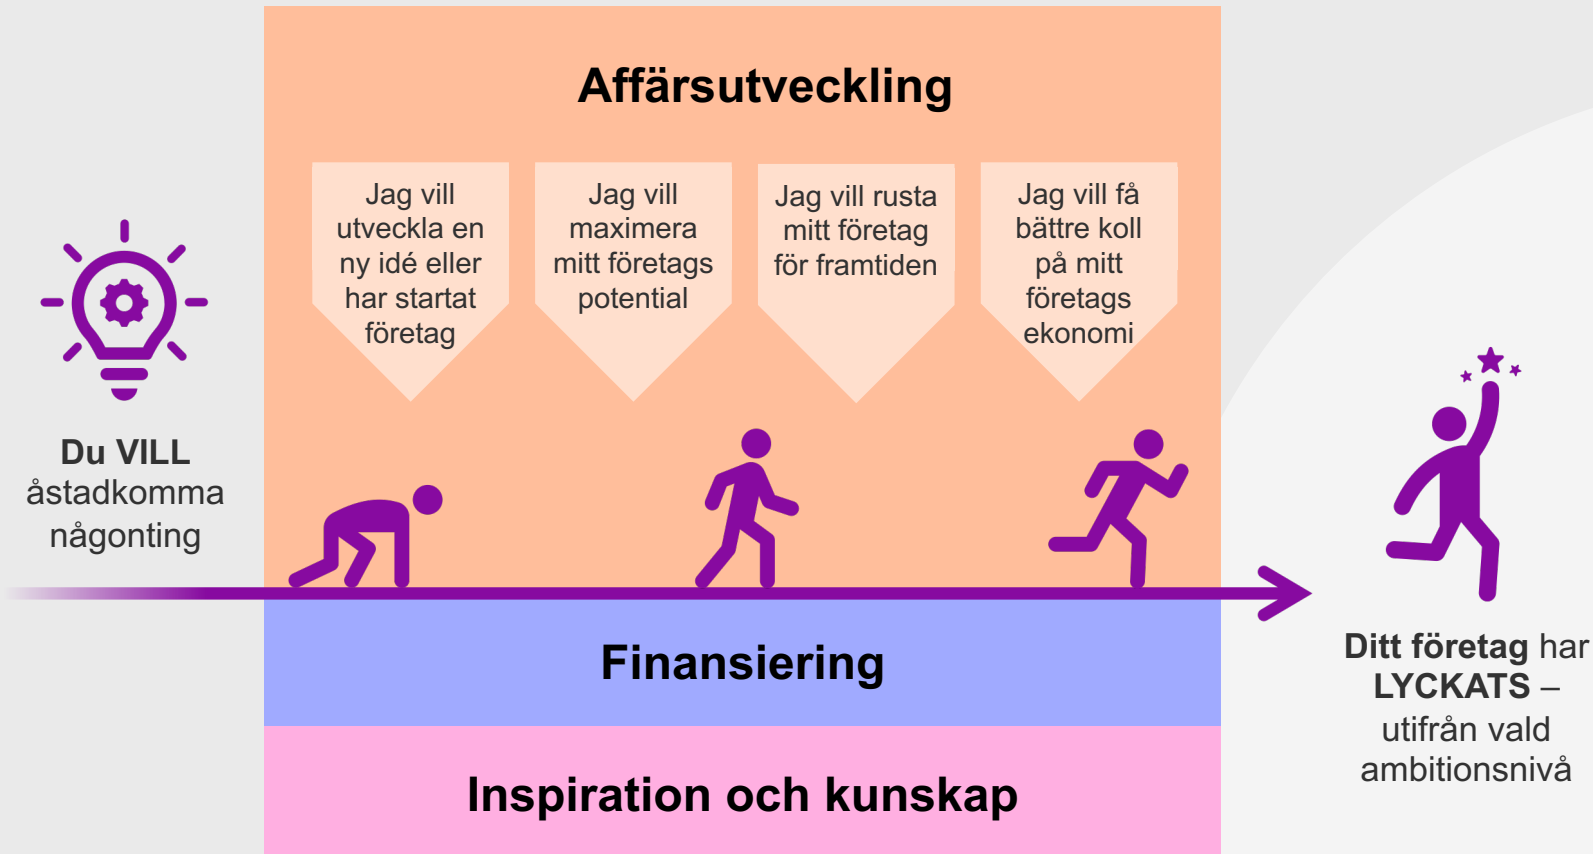 Affärsutveckling
Jag vill
utveckla en
ny idé eller
har startat
företag
Jag vill
maximera
mitt företags
potential
Jag vill rusta
mitt företag
för framtiden
Jag vill få
bättre koll
på mitt
företags
ekonomi
Du VILL
åstadkomma
någonting
Finansiering
Inspiration och kunskap
Ditt företag har
LYCKATS –
utifrån vald
ambitionsnivå